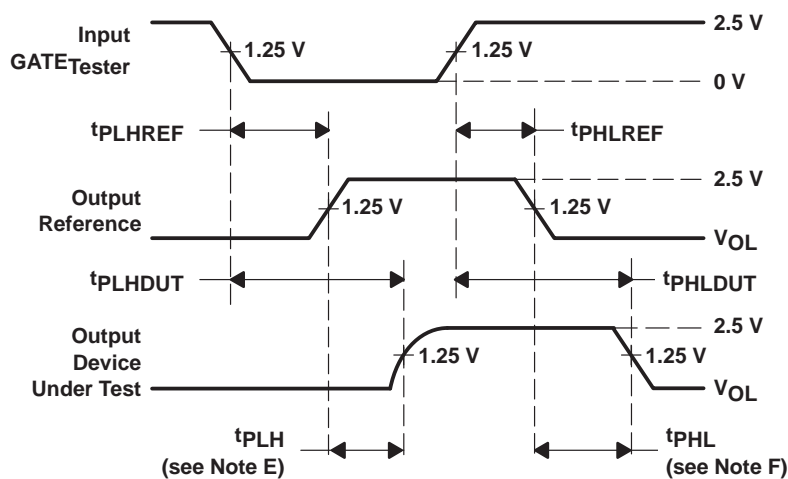 Input
GATETester
1.25 V
1.25 V
2.5 V
0 V
tPLHREF
tPHLREF
Output
Reference
1.25 V
1.25 V
2.5 V
VOL
tPLHDUT
tPHLDUT
Output
Device
Under Test
1.25 V
1.25 V
2.5 V
VOL
tPLH
(see Note E)
tPHL
(see Note F)